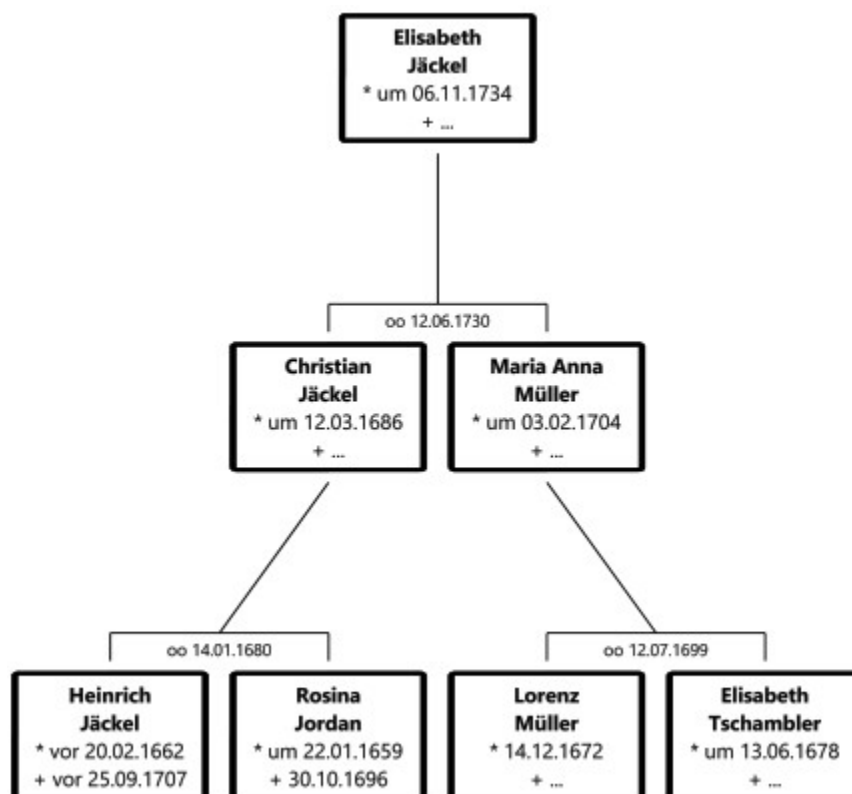 Elisabeth
Jäckel
* um 06.11.1734
+ ...
oo 12.06.1730
Christian
Jäckel
* um 12.03.1686
+ ...
Maria Anna
Müller
* um 03.02.1704
+ ...
oo 14.01.1680
oo 12.07.1699
Heinrich
Jäckel
* vor 20.02.1662
+ vor 25.09.1707
Rosina
Jordan
* um 22.01.1659
+ 30.10.1696
Lorenz
Müller
* 14.12.1672
+ ...
Elisabeth
Tschambler
* um 13.06.1678
+ ...